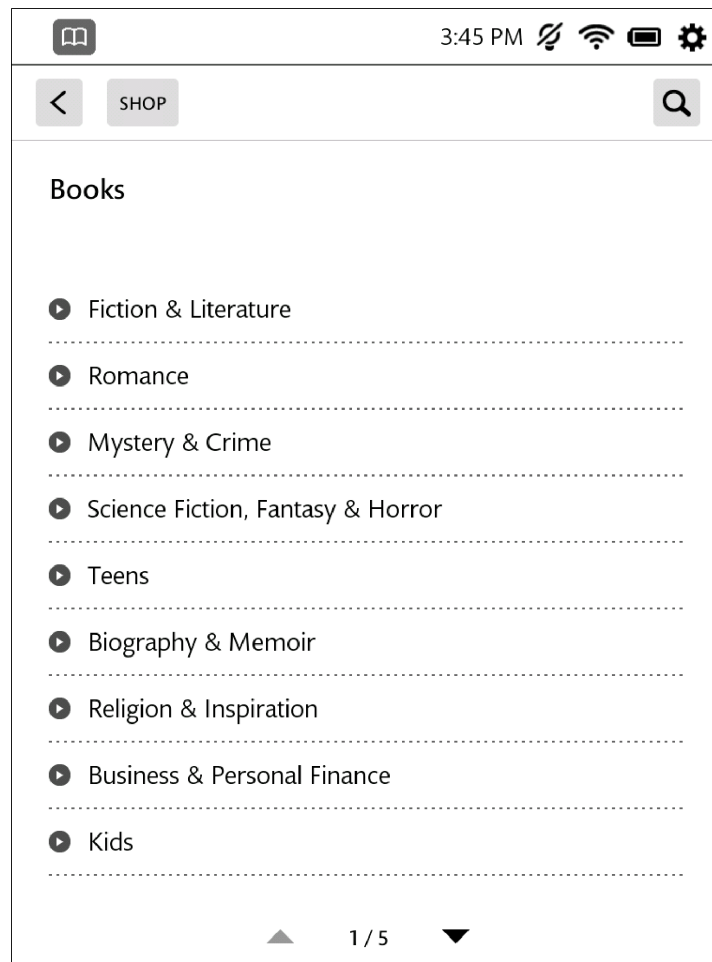 3:45 PM
SHOP
Books
Fiction & Literature
Romance
Mystery & Crime
Science Fiction, Fantasy & Horror
Teens
Biography & Memoir
Religion & Inspiration
Business & Personal Finance
Kids
1 / 5